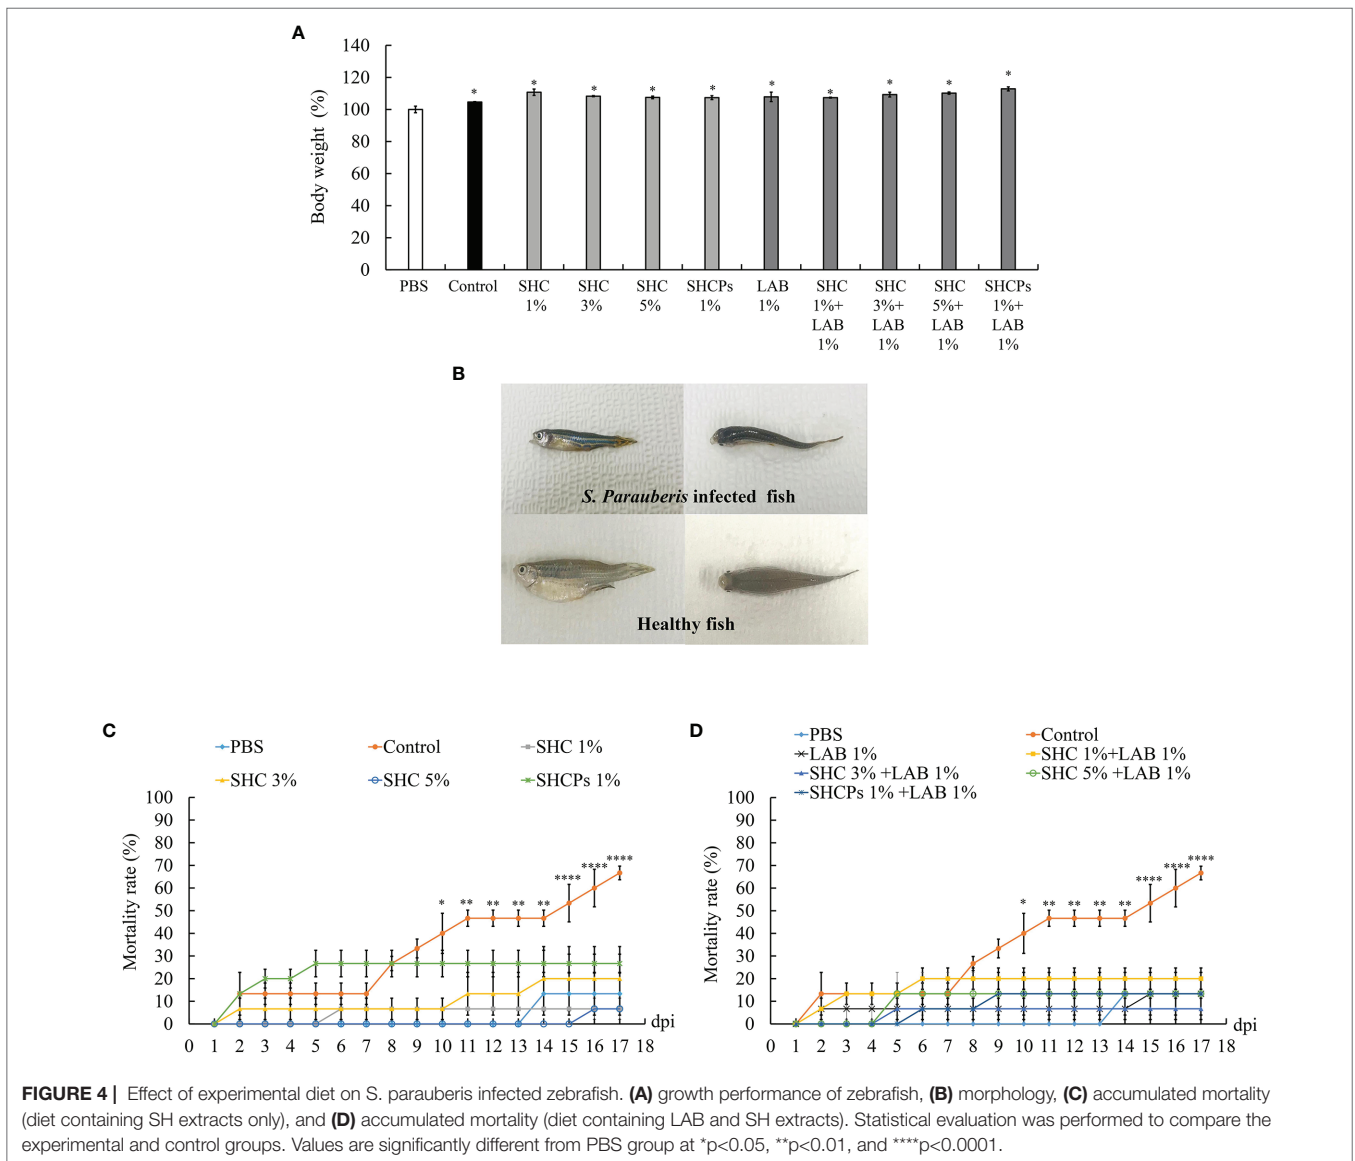 A
140
120
100
80
60
40
20
0
Body weight (%)
* * * * * * * * * *
PBS Control SHC 1% SHC 3% SHC 5% SHCPs 1% LAB 1% SHC 1%+ LAB 1% SHC 3%+ LAB 1% SHC 5%+ LAB 1% SHCPs 1%+ LAB 1%
B
S. Parauberis infected fish
Healthy fish
C
PBS Control SHC 1%
SHC 3% SHC 5% SHCPs 1%
100
90
80
70
60
50
40
30
20
10
0
Mortality rate (%)
* ** ** ** ** **** **** ****
0 1 2 3 4 5 6 7 8 9 10 11 12 13 14 15 16 17 18
dpi
D
PBS Control
LAB 1% SHC 1%+LAB 1%
SHC 3% +LAB 1% SHC 5% +LAB 1%
SHCPs 1% +LAB 1%
100
90
80
70
60
50
40
30
20
10
0
Mortality rate (%)
* ** ** ** ** **** **** ****
0 1 2 3 4 5 6 7 8 9 10 11 12 13 14 15 16 17 18
dpi
FIGURE 4 | Effect of experimental diet on S. parauberis infected zebrafish. (A) growth performance of zebrafish, (B) morphology, (C) accumulated mortality
(diet containing SH extracts only), and (D) accumulated mortality (diet containing LAB and SH extracts). Statistical evaluation was performed to compare the
experimental and control groups. Values are significantly different from PBS group at *p<0.05, **p<0.01, and ****p<0.0001.